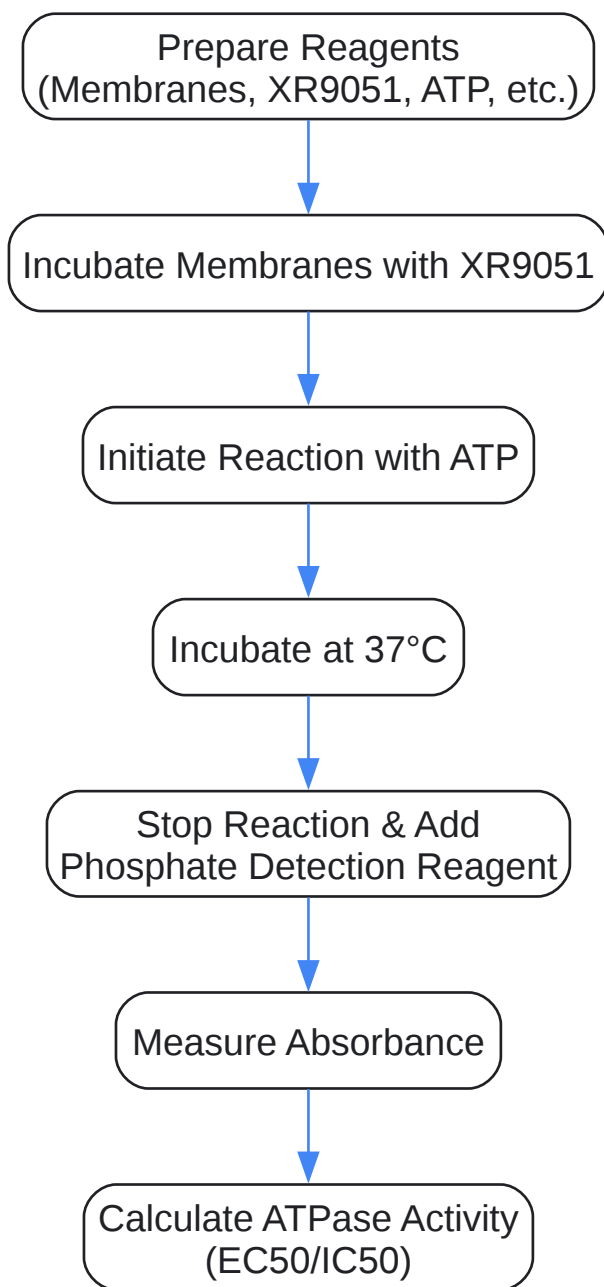 Prepare Reagents
(Membranes, XR9051, ATP, etc.)
Incubate Membranes with XR9051
Initiate Reaction with ATP
Incubate at 37°C
Stop Reaction & Add
Phosphate Detection Reagent
Measure Absorbance
Calculate ATPase Activity
(EC50/IC50)